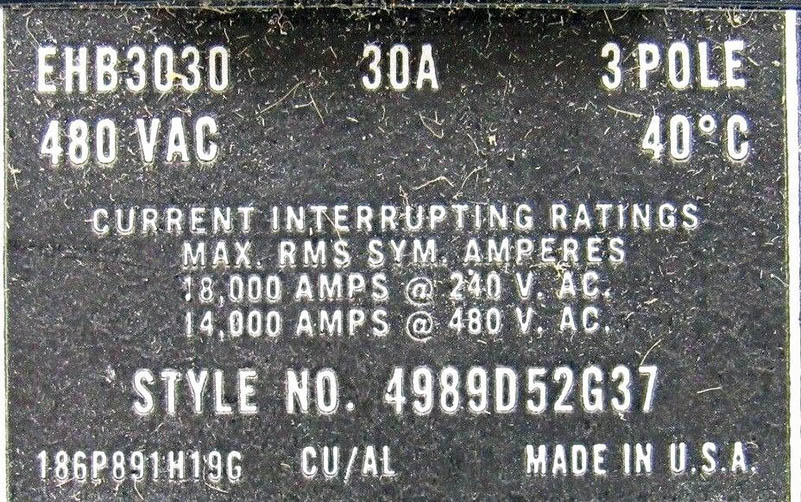 EHB3030 30A 3 POLE
480 VAC 40°C
CURRENT INTERRUPTING RATINGS
MAX. RMS SYM. AMPERES
18,000 AMPS @ 240 V. AC.
14,000 AMPS @ 480 V. AC.
STYLE NO. 4989D52G37
186P891H19G CU/AL MADE IN U.S.A.